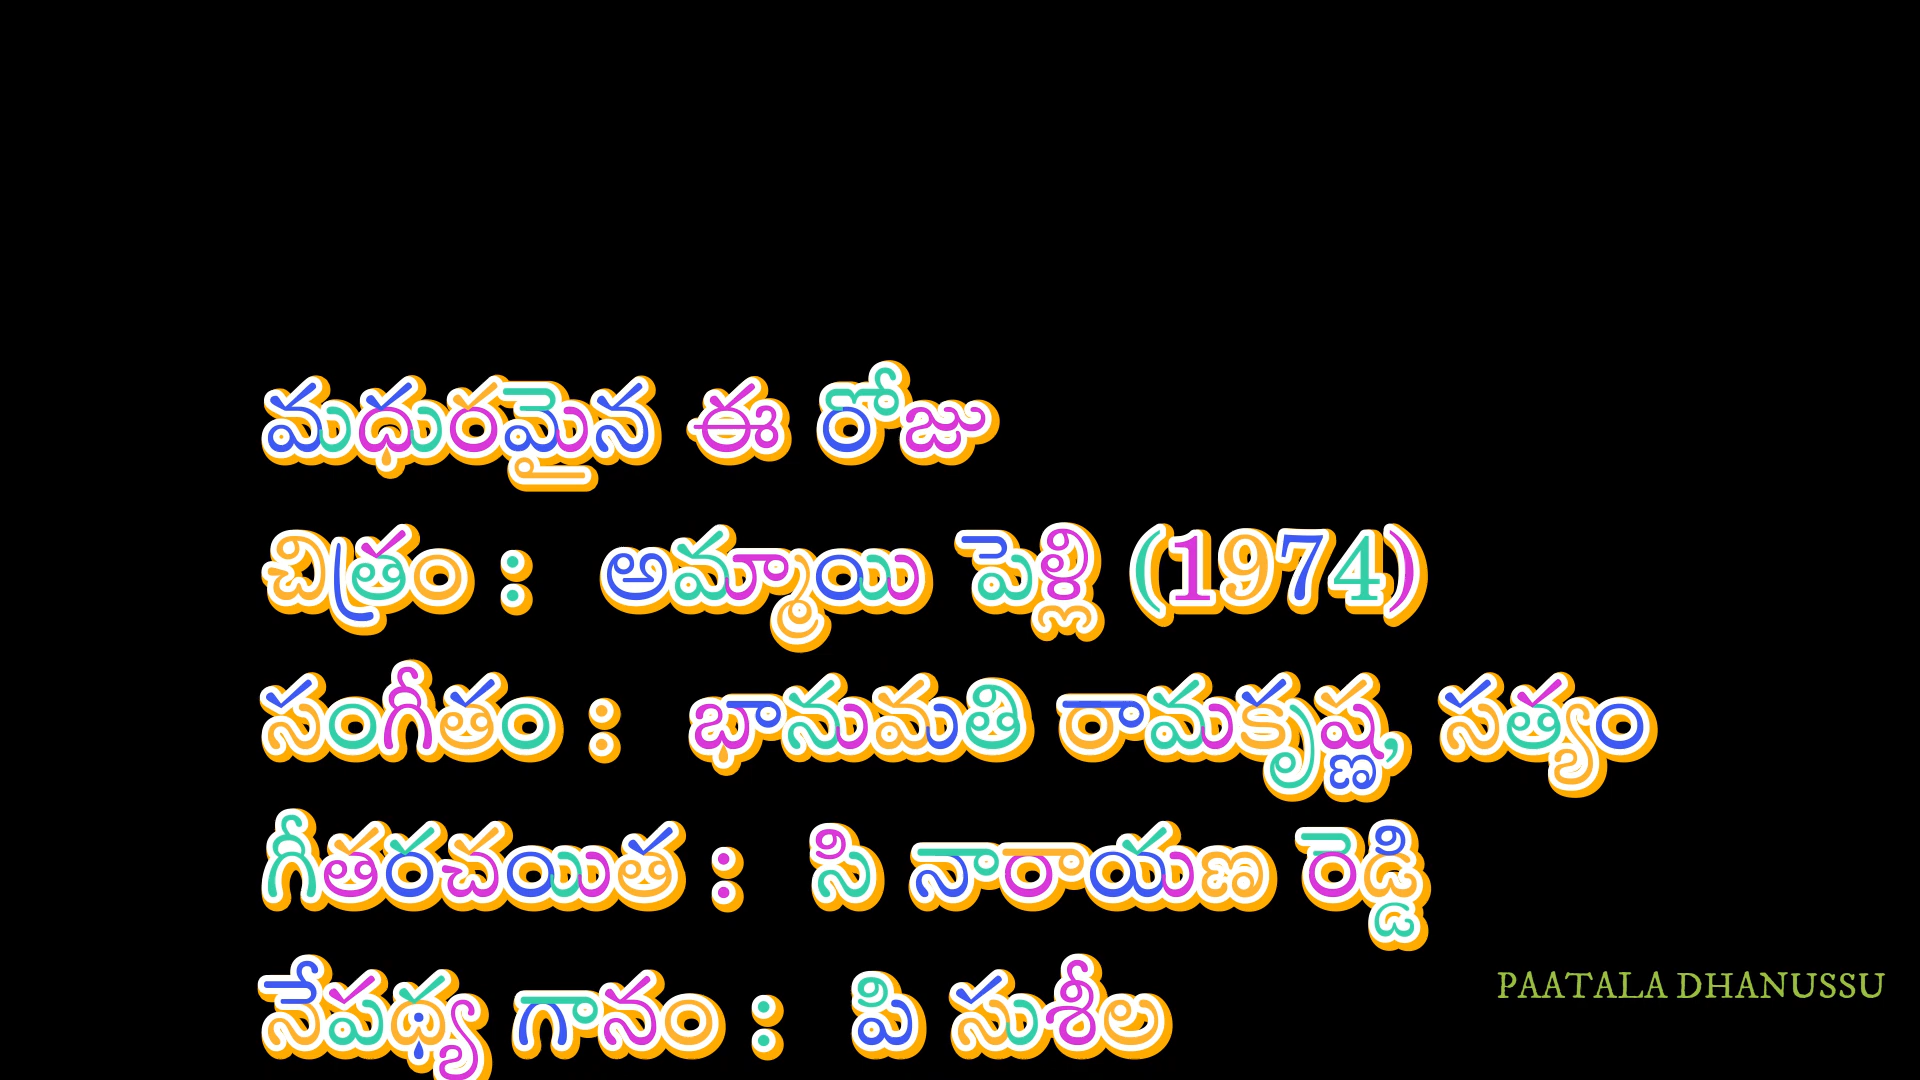 మధురమైన ఈ రోజు
చిత్రం : అమ్మాయి పెళ్లి (1974)
సంగీతం : భానుమతి రామకృష్ణ, సత్యం
గీతరచయిత : సి నారాయణ రెడ్డి
నేపథ్య గానం : పి సుశీల
PAATALA DHANUSSU